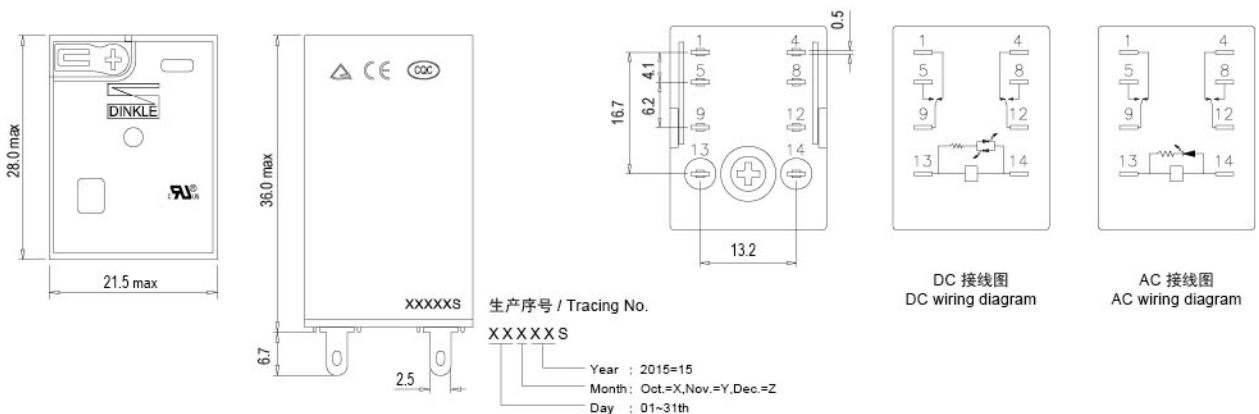 DINKLE
28.0 max
21.5 max
c RU ® US
CE
CQC
36.0 max
XXXXXS
6.7
2.5
生产序号 / Tracing No.
XXXXXS
Year : 2015=15
Month : Oct.=X,Nov.=Y,Dec.=Z
Day : 01~31th
1 4
5 8
9 12
13 14
0.5
4.1
6.2
16.7
13.2
1 4
5 8
9 12
13 14
DC 接线图
DC wiring diagram
1 4
5 8
9 12
13 14
AC 接线图
AC wiring diagram